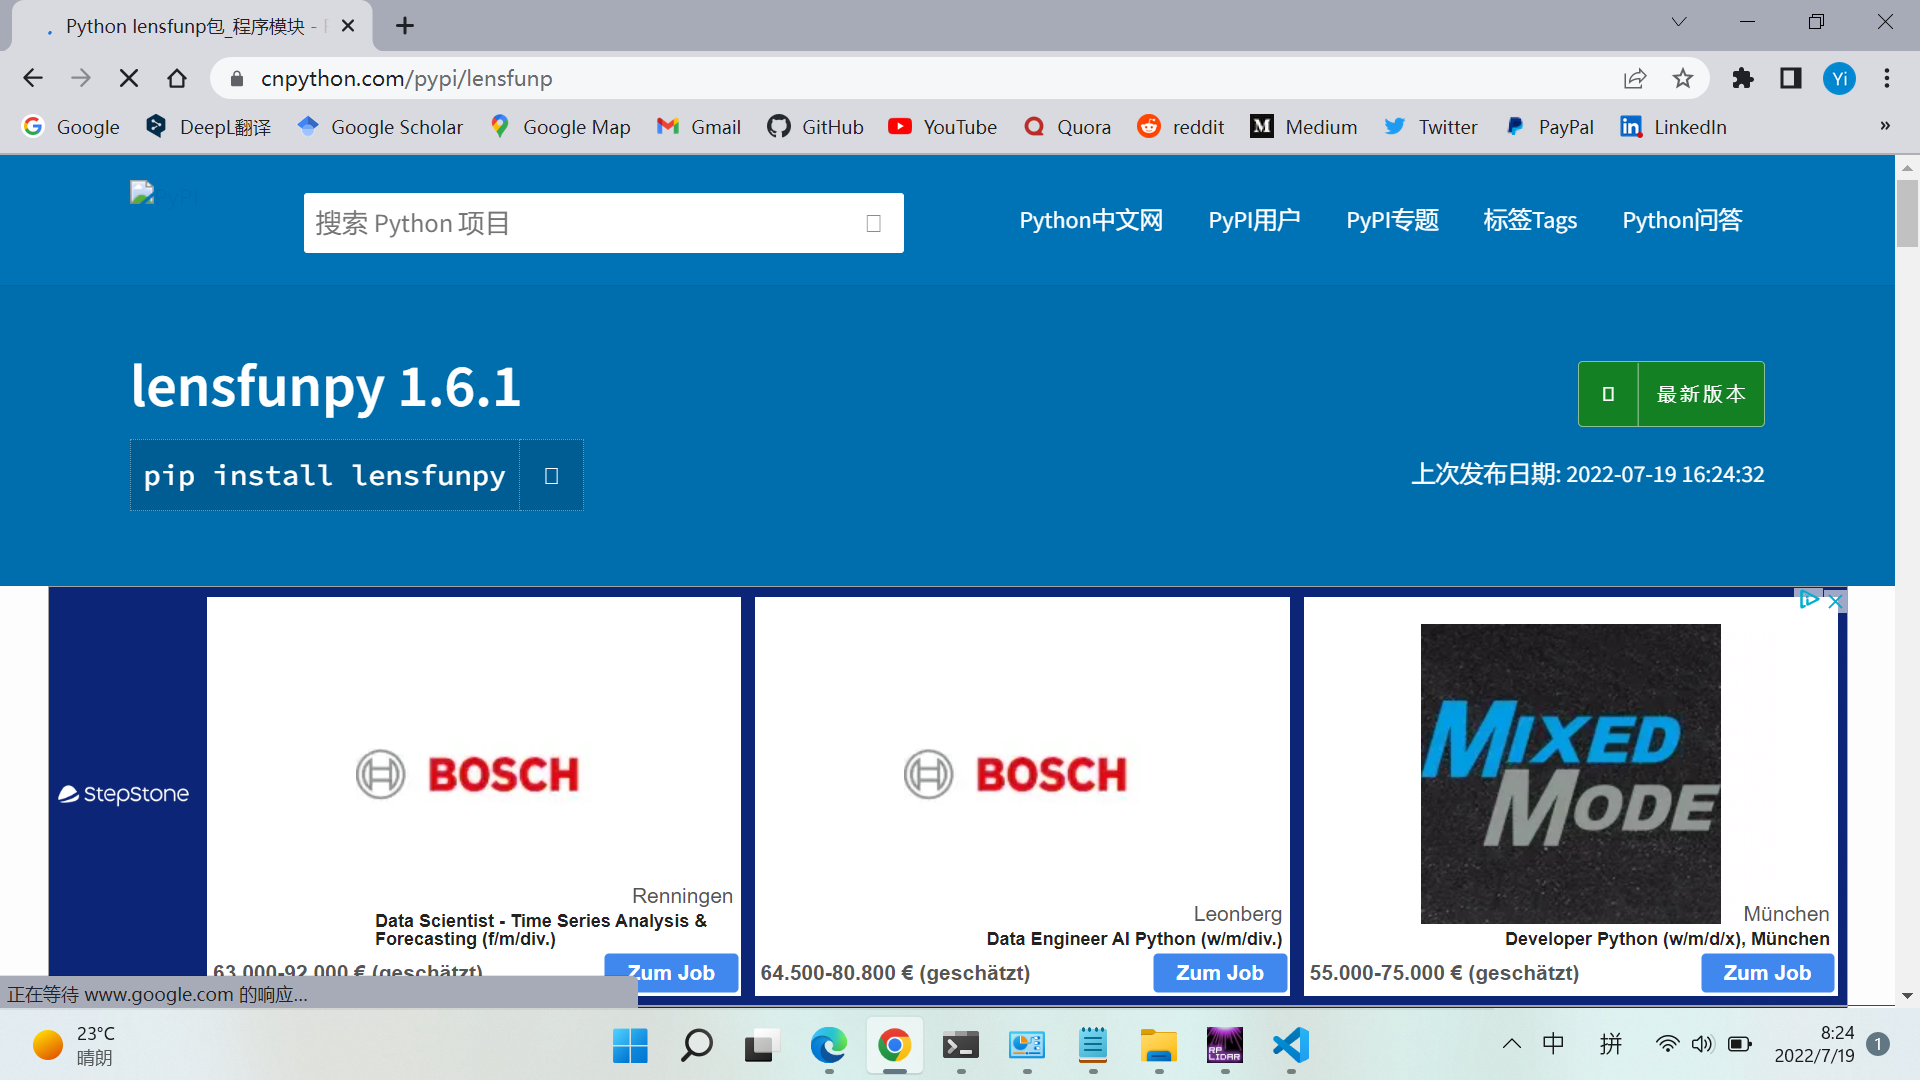 Python lensfunp包_程序模块 -
cnpython.com/pypi/lensfunp
Yi
Google
DeepL翻译
Google Scholar
Google Map
Gmail
GitHub
YouTube
Quora
reddit
Medium
Twitter
PayPal
LinkedIn
»
搜索 Python 项目
Python中文网
PyPI用户
PyPI专题
标签Tags
Python问答
lensfunpy 1.6.1
最新版本
pip install lensfunpy
上次发布日期: 2022-07-19 16:24:32
StepStone
BOSCH
Renningen
Data Scientist - Time Series Analysis &
Forecasting (f/m/div.)
63.000-92.000 € (geschätzt)
Zum Job
BOSCH
Leonberg
Data Engineer AI Python (w/m/div.)
64.500-80.800 € (geschätzt)
Zum Job
MIXED
MODE
München
Developer Python (w/m/d/x), München
55.000-75.000 € (geschätzt)
Zum Job
正在等待 www.google.com 的响应...
23°C
晴朗
RP
LIDAR
中
拼
8:24
2022/7/19
1